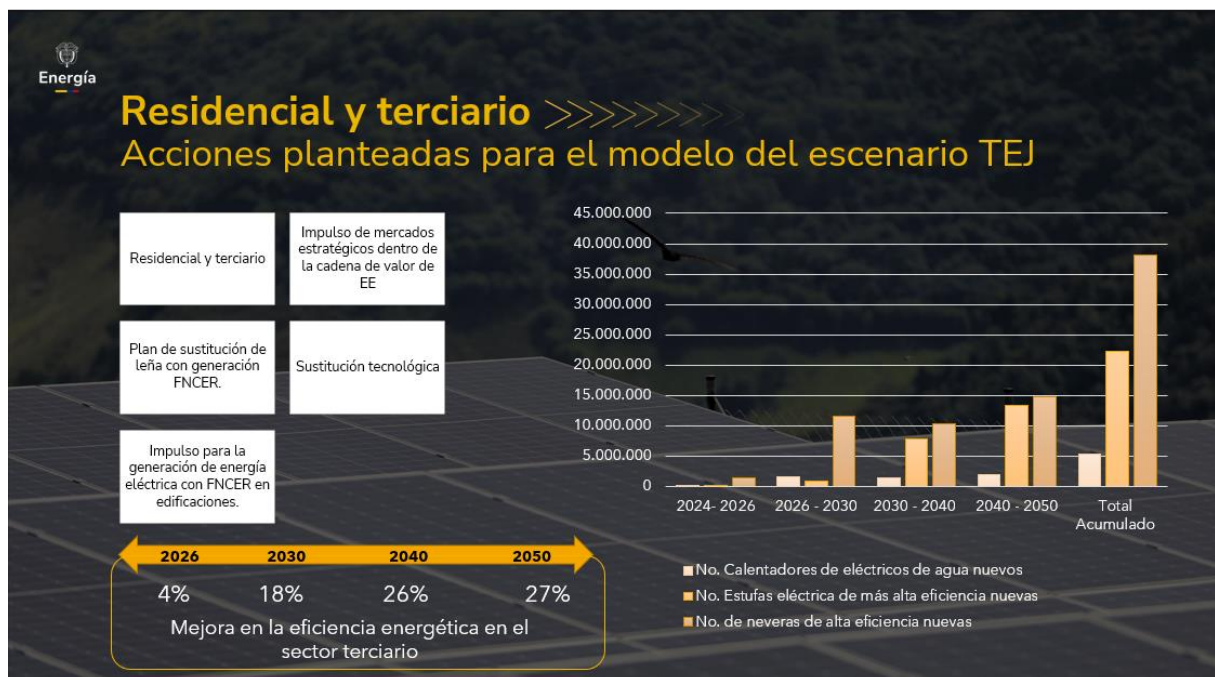 Energía
Residencial y terciario
Acciones planteadas para el modelo del escenario TEJ
Residencial y terciario
Impulso de mercados
estratégicos dentro de
la cadena de valor de
EE
Plan de sustitución de
leña con generación
FNCER.
Sustitución tecnológica
Impulso para la
generación de energía
eléctrica con FNCER en
edificaciones.
2026 2030 2040 2050
4% 18% 26% 27%
Mejora en la eficiencia energética en el
sector terciario
45.000.000
40.000.000
35.000.000
30.000.000
25.000.000
20.000.000
15.000.000
10.000.000
5.000.000
0
2024- 2026 2026 - 2030 2030 - 2040 2040 - 2050 Total
Acumulado
No. Calentadores de eléctricos de agua nuevos
No. Estufas eléctrica de más alta eficiencia nuevas
No. de neveras de alta eficiencia nuevas